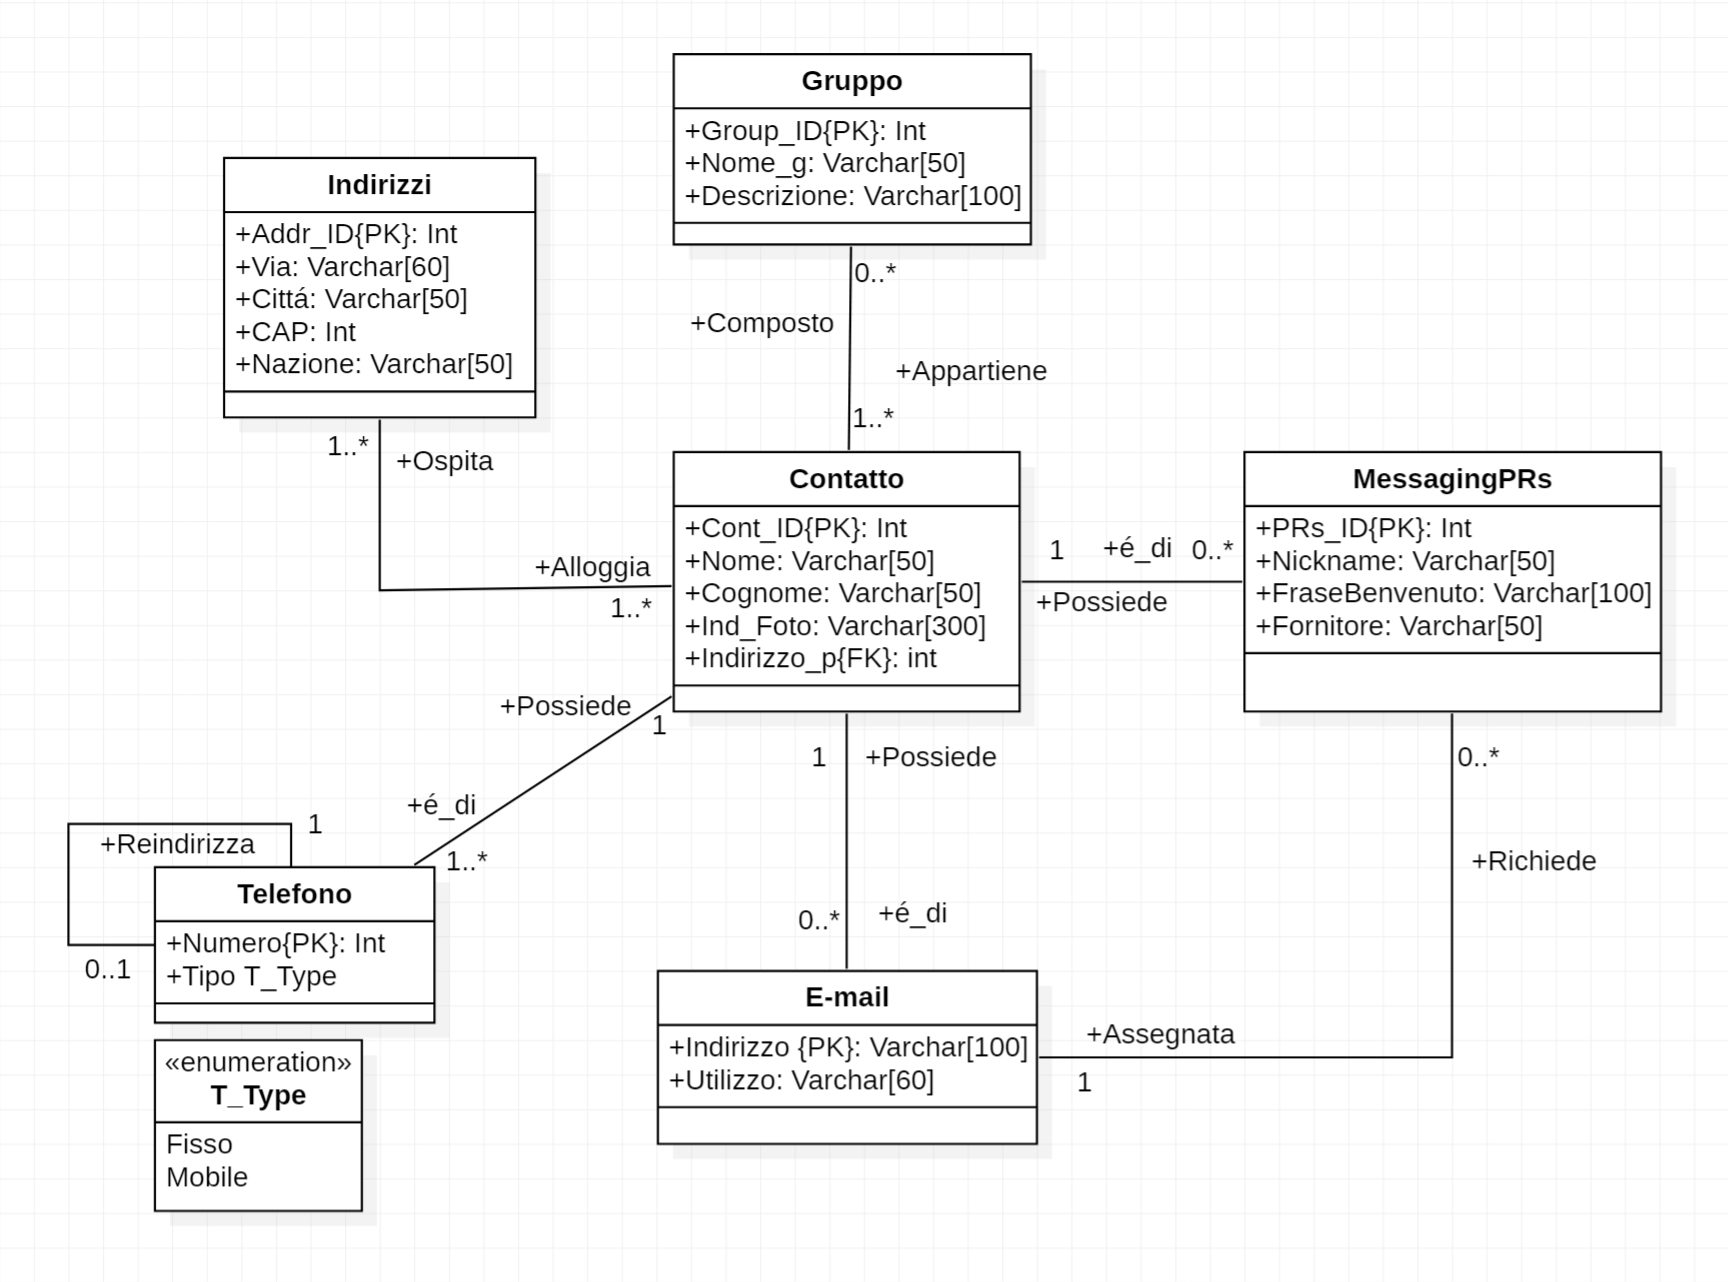 Gruppo
+Group_ID{PK}: Int
+Nome_g: Varchar[50]
+Descrizione: Varchar[100]
Indirizzi
+Addr_ID{PK}: Int
+Via: Varchar[60]
+Cittá: Varchar[50]
+CAP: Int
+Nazione: Varchar[50]
0..*
+Composto
+Appartiene
1..*
1..*
+Ospita
+Alloggia
1..*
Contatto
+Cont_ID{PK}: Int
+Nome: Varchar[50]
+Cognome: Varchar[50]
+Ind_Foto: Varchar[300]
+Indirizzo_p{FK}: int
1
+é_di
0..*
+Possiede
MessagingPRs
+PRs_ID{PK}: Int
+Nickname: Varchar[50]
+FraseBenvenuto: Varchar[100]
+Fornitore: Varchar[50]
+Possiede
1
+é_di
1..*
1
+Possiede
0..*
+é_di
0..*
+Richiede
1
+Reindirizza
0..1
Telefono
+Numero{PK}: Int
+Tipo T_Type
«enumeration»
T_Type
Fisso
Mobile
E-mail
+Indirizzo {PK}: Varchar[100]
+Utilizzo: Varchar[60]
+Assegnata
1